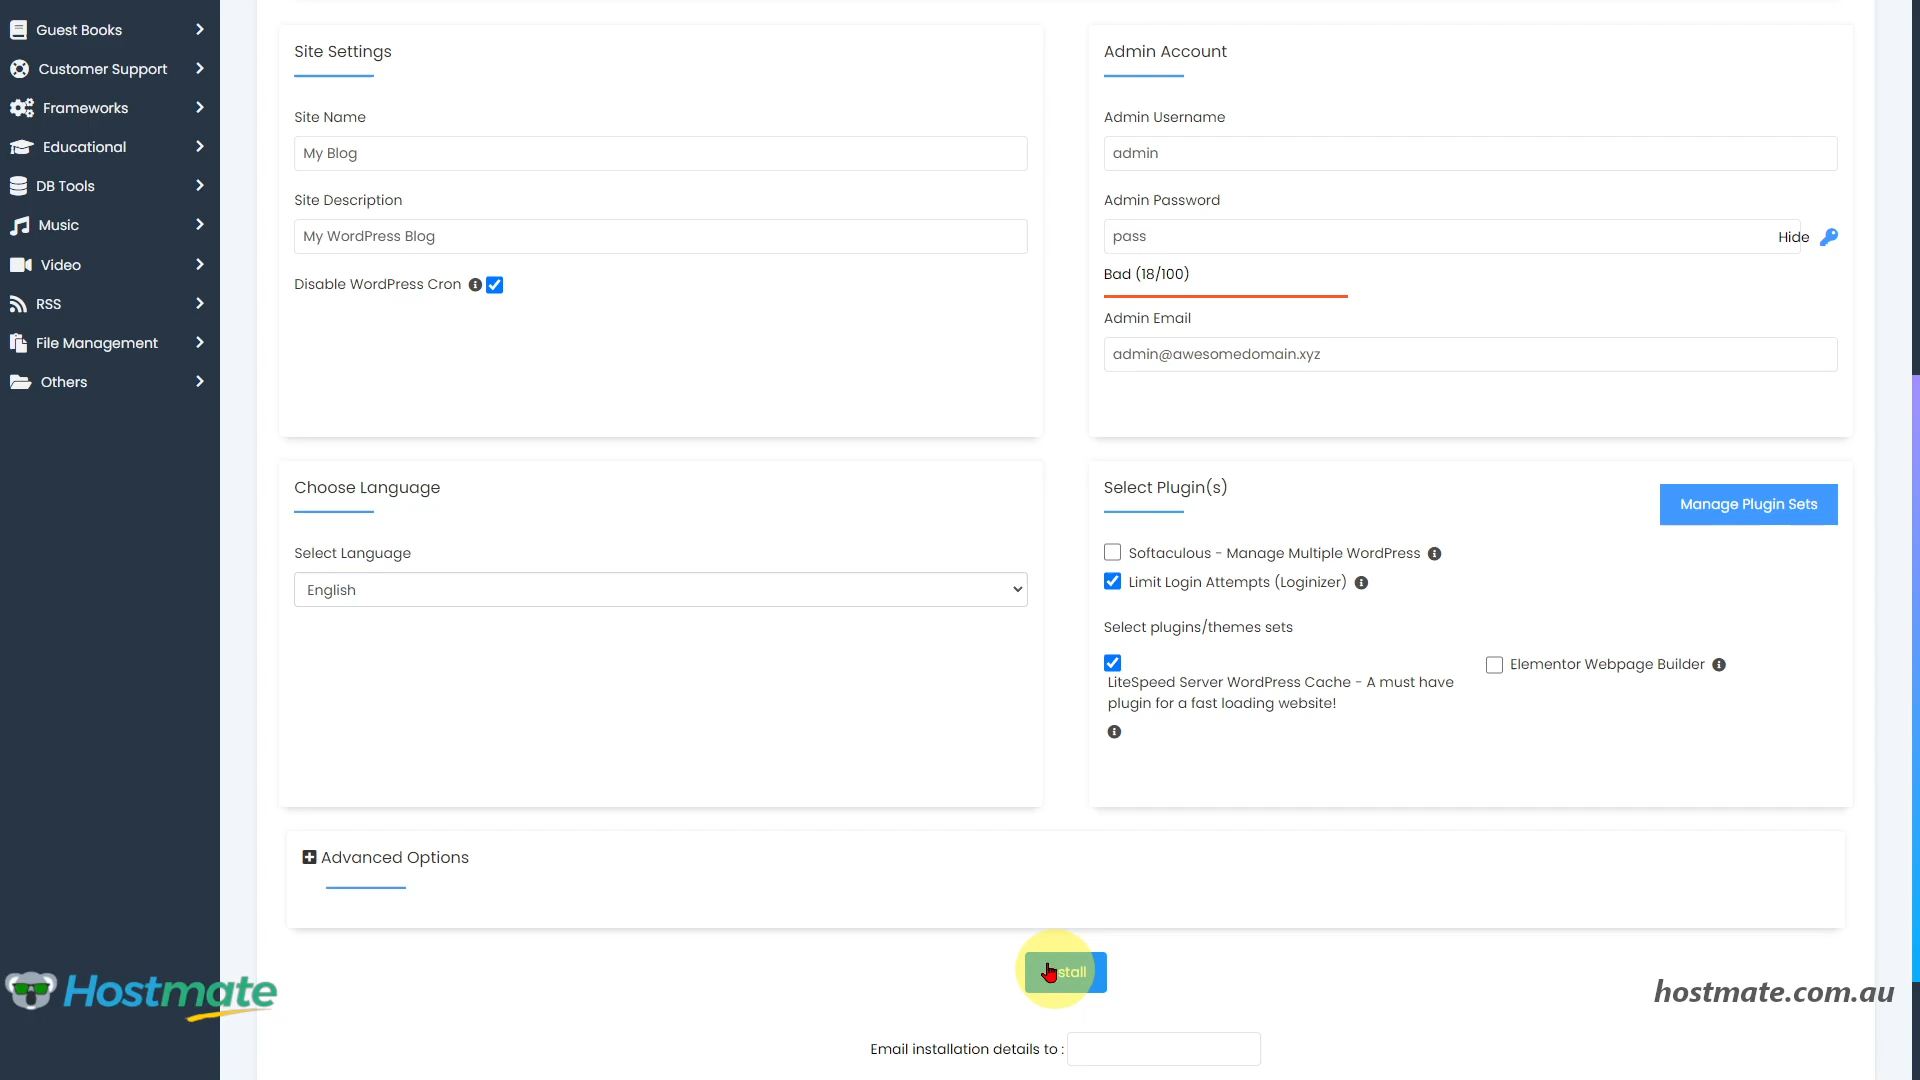 Guest Books
Customer Support
Frameworks
Educational
DB Tools
Music
Video
RSS
File Management
Others
Site Settings
Site Name
My Blog
Site Description
My WordPress Blog
Disable WordPress Cron
Admin Account
Admin Username
admin
Admin Password
pass
Hide
Bad (18/100)
Admin Email
admin@awesomedomain.xyz
Choose Language
Select Language
English
Select Plugin(s)
Manage Plugin Sets
Softaculous - Manage Multiple WordPress
Limit Login Attempts (Loginizer)
Select plugins/themes sets
LiteSpeed Server WordPress Cache - A must have
plugin for a fast loading website!
Elementor Webpage Builder
Advanced Options
Install
Hostmate
hostmate.com.au
Email installation details to :